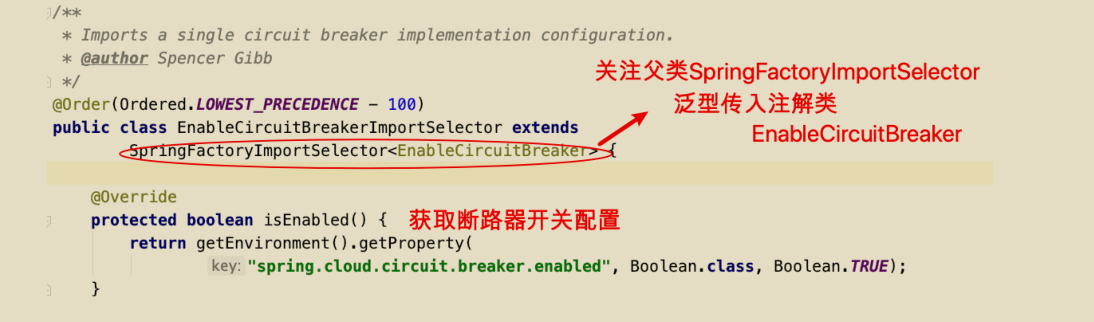 /**
* Imports a single circuit breaker implementation configuration.
* @author Spencer Gibb
*/
关注父类SpringFactoryImportSelector
泛型传入注解类
EnableCircuitBreaker
@Order(Ordered.LOWEST_PRECEDENCE - 100)
public class EnableCircuitBreakerImportSelector extends
SpringFactoryImportSelector<EnableCircuitBreaker> {
@Override
protected boolean isEnabled() { 获取断路器开关配置
return getEnvironment().getProperty(
key: "spring.cloud.circuit.breaker.enabled", Boolean.class, Boolean.TRUE);
}